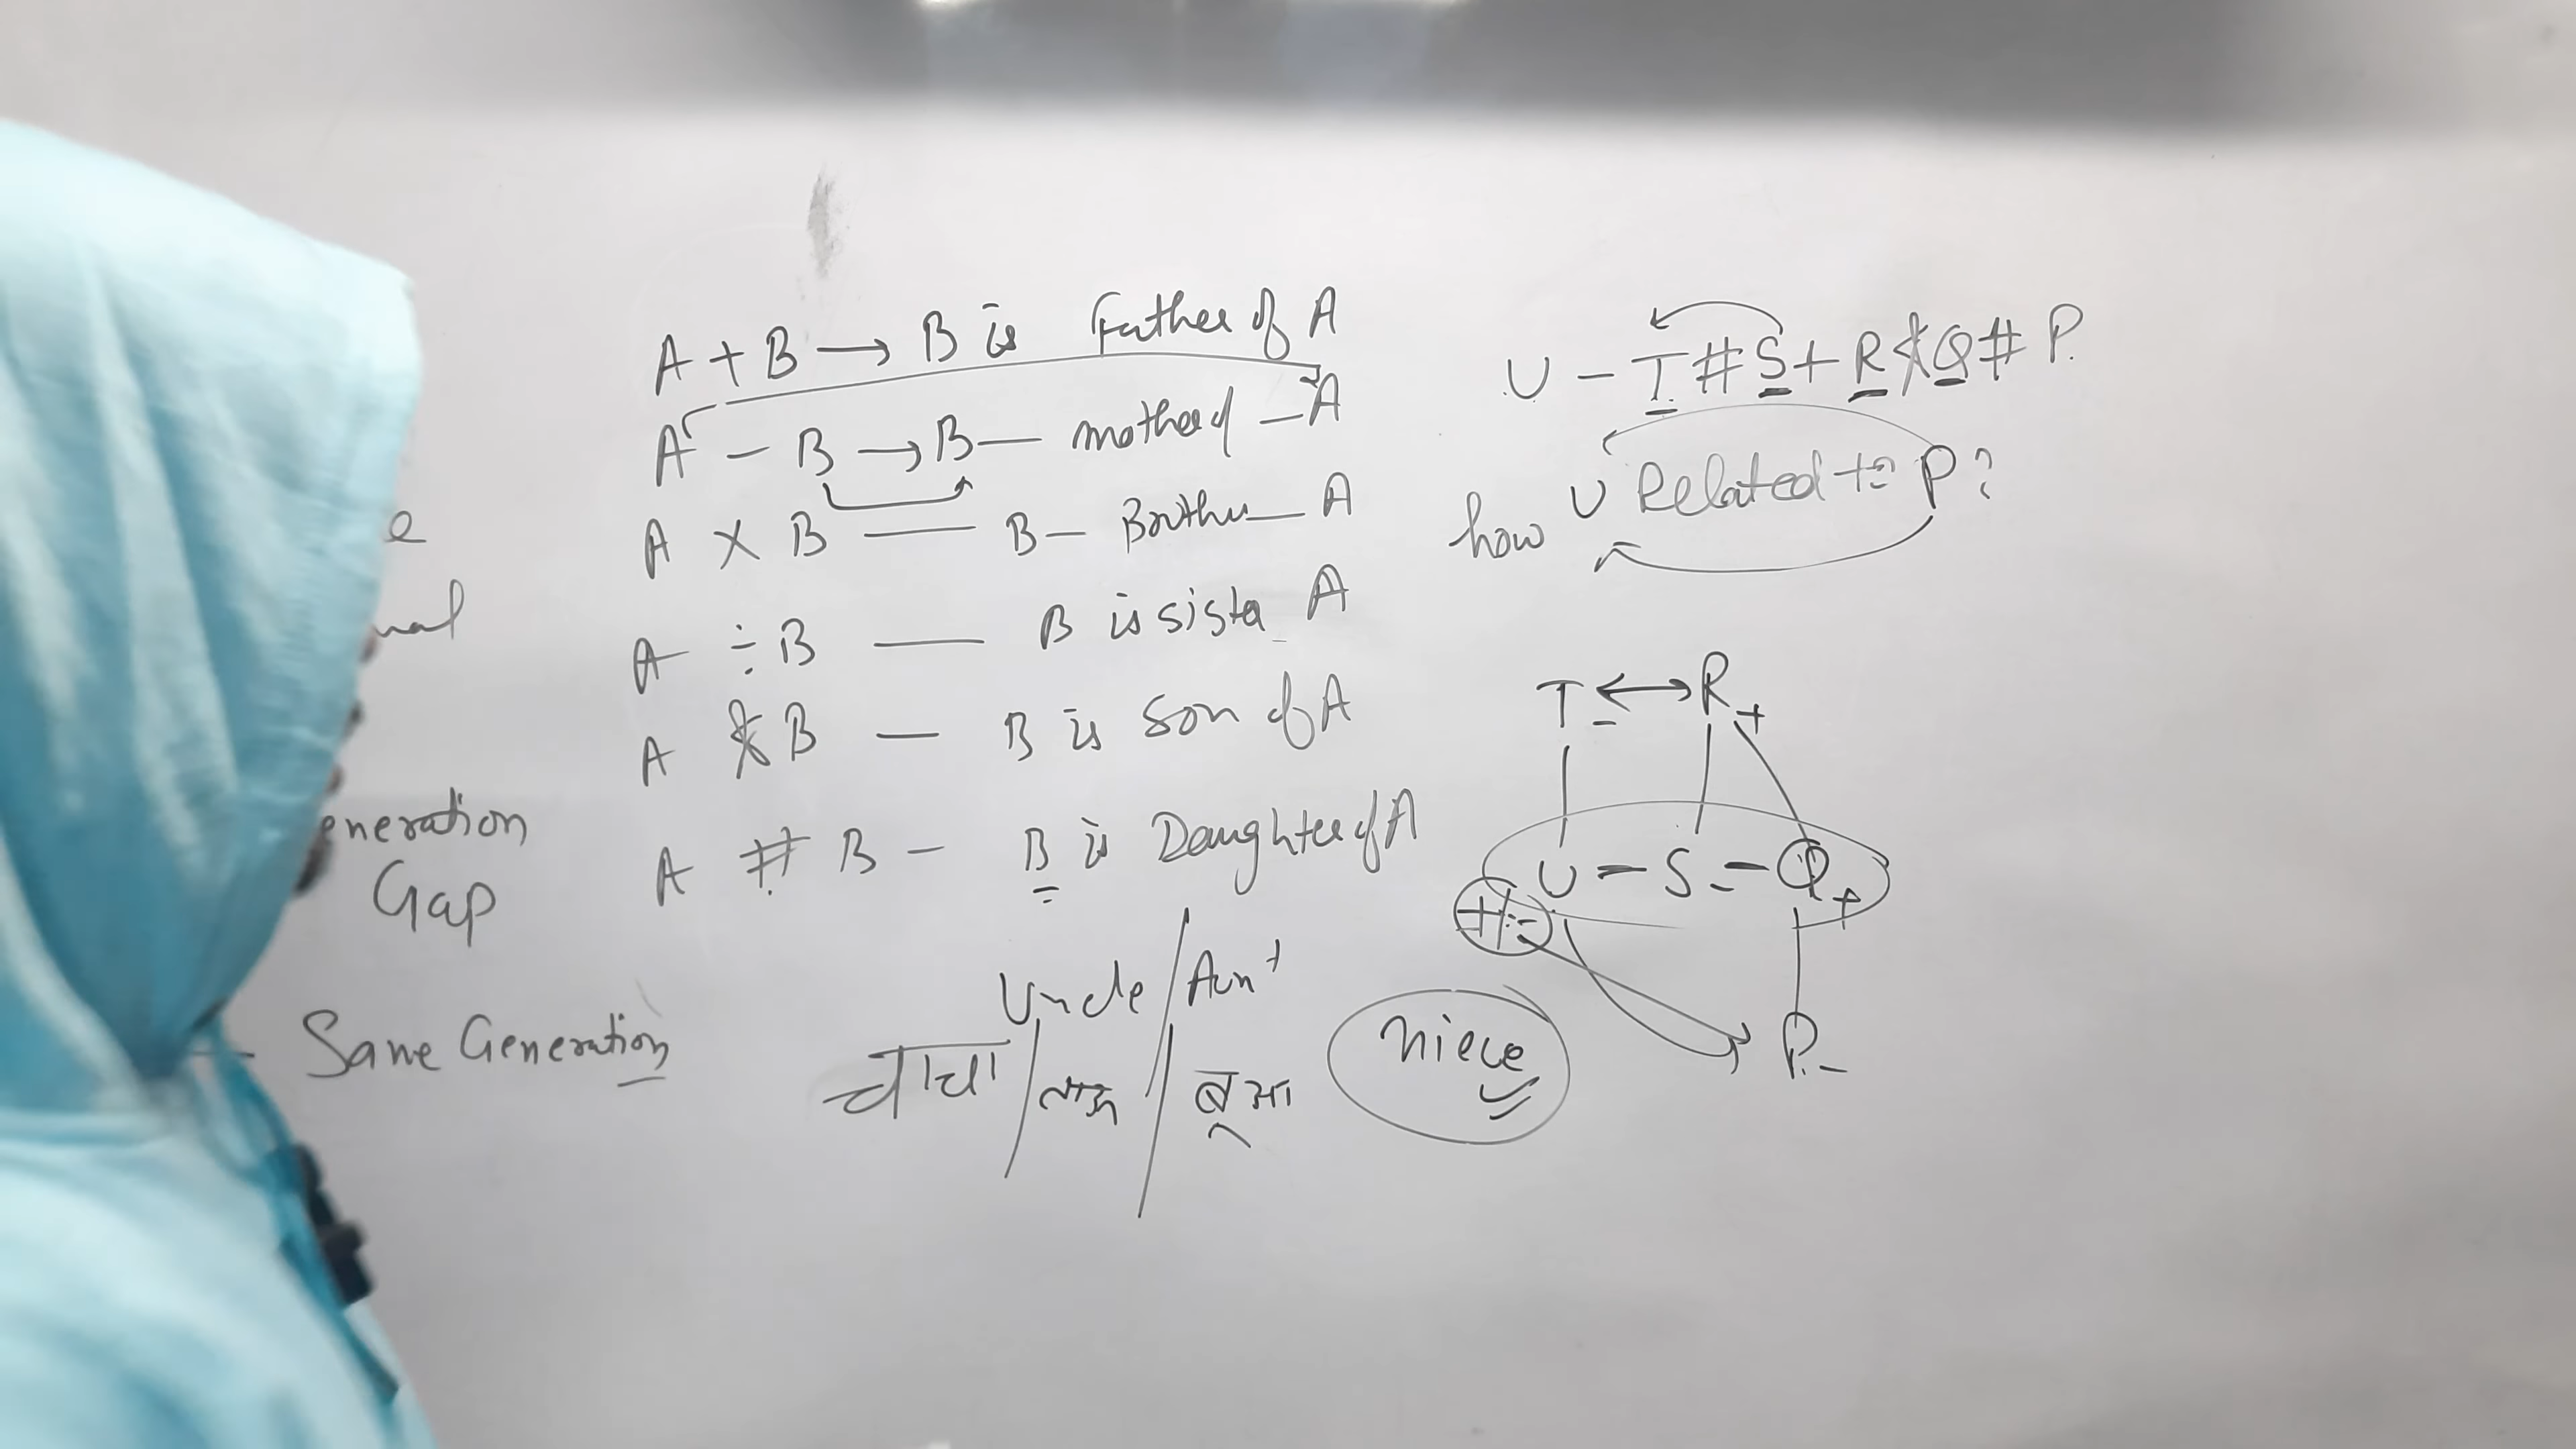 A + B → B is Father of A
A - B → B — mother of — A
A × B — B — Brother — A
A ÷ B — B is sister A
A * B — B is Son of A
A # B — B is Daughter of A
Uncle / Aunt
चाचा / ताऊ / बुआ
niece
U - T # S + R * Q # P.
how U Related to P?
T - ↔ R +
U = S - = Q +
+/-
P -
eneration
Gap
Same Generation